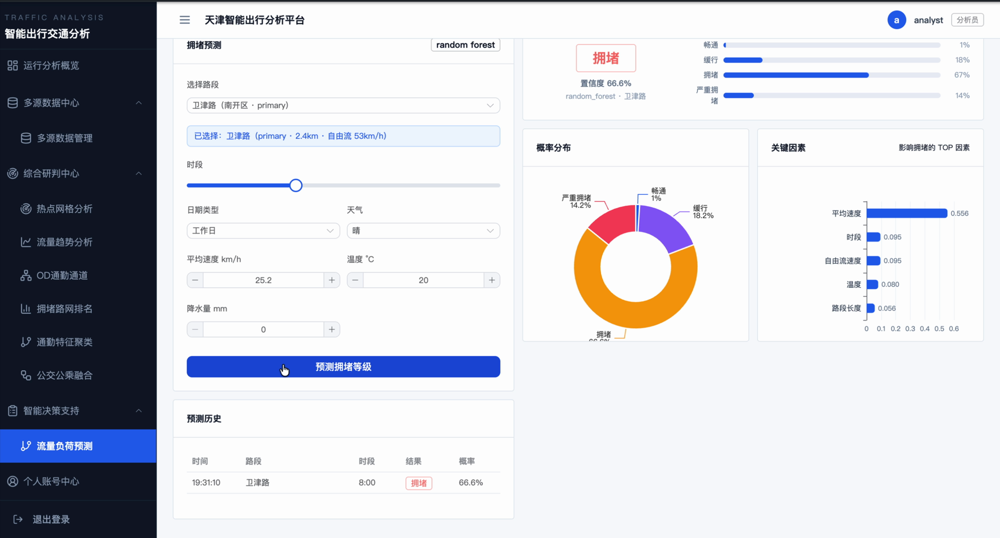 TRAFFIC ANALYSIS
智能出行交通分析
运行分析概览
多源数据中心
多源数据管理
综合研判中心
热点网格分析
流量趋势分析
OD通勤通道
拥堵路网排名
通勤特征聚类
公交公乘融合
智能决策支持
流量负荷预测
个人账号中心
退出登录
天津智能出行分析平台
a
analyst
分析员
拥堵预测
random forest
选择路段
卫津路（南开区 · primary）
已选择：卫津路（primary · 2.4km · 自由流 53km/h）
时段
日期类型
天气
工作日
晴
平均速度 km/h
温度 °C
− 25.2 +
− 20 +
降水量 mm
− 0 +
预测拥堵等级
预测历史
时间 路段 时段 结果 概率
19:31:10 卫津路 8:00 拥堵 66.6%
拥堵
置信度 66.6%
random_forest · 卫津路
畅通 1%
缓行 18%
拥堵 67%
严重拥
堵
14%
概率分布
严重拥堵
14.2%
畅通
1%
缓行
18.2%
拥堵
66.6%
关键因素
影响拥堵的 TOP 因素
平均速度 0.556
时段 0.095
自由流速度 0.095
温度 0.080
路段长度 0.056
0 0.1 0.2 0.3 0.4 0.5 0.6